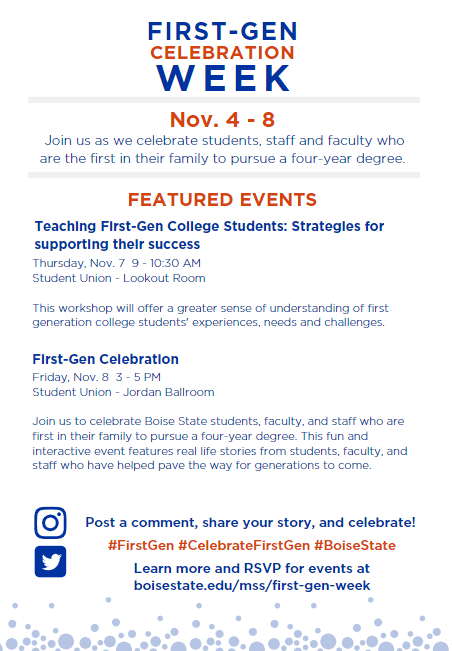 FIRST-GEN
CELEBRATION
WEEK
Nov. 4 - 8
Join us as we celebrate students, staff and faculty who
are the first in their family to pursue a four-year degree.
FEATURED EVENTS
Teaching First-Gen College Students: Strategies for
supporting their success
Thursday, Nov. 7 9 - 10:30 AM
Student Union - Lookout Room
This workshop will offer a greater sense of understanding of first
generation college students' experiences, needs and challenges.
First-Gen Celebration
Friday, Nov. 8 3 - 5 PM
Student Union - Jordan Ballroom
Join us to celebrate Boise State students, faculty, and staff who are
first in their family to pursue a four-year degree. This fun and
interactive event features real life stories from students, faculty, and
staff who have helped pave the way for generations to come.
Post a comment, share your story, and celebrate!
#FirstGen #CelebrateFirstGen #BoiseState
Learn more and RSVP for events at
boisestate.edu/mss/first-gen-week